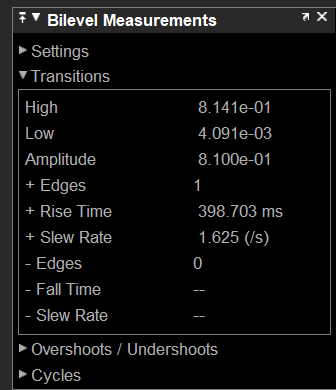 Bilevel Measurements
Settings
Transitions
High 8.141e-01
Low 4.091e-03
Amplitude 8.100e-01
+ Edges 1
+ Rise Time 398.703 ms
+ Slew Rate 1.625 (/s)
- Edges 0
- Fall Time --
- Slew Rate --
Overshoots / Undershoots
Cycles